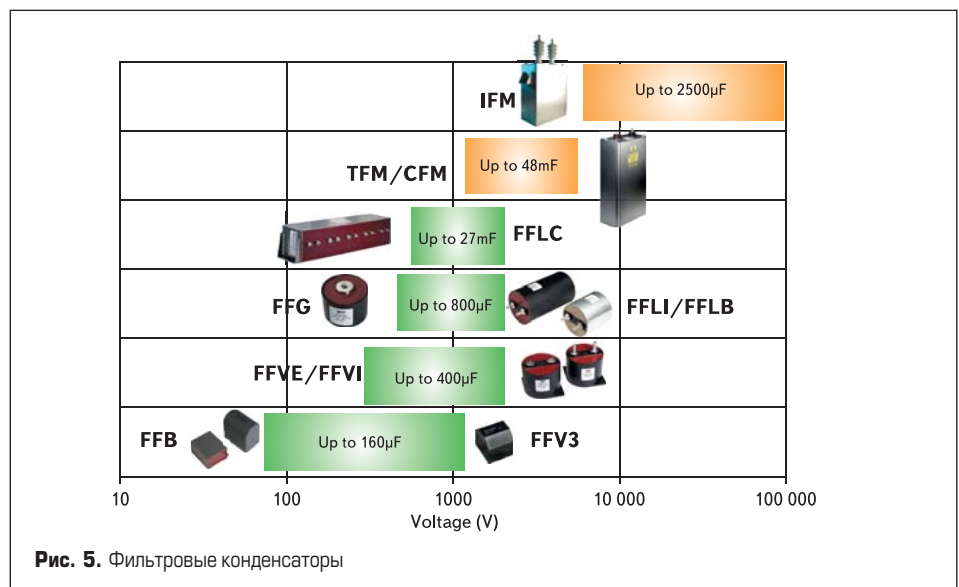 IFM
Up to 2500µF
TFM/CFM
Up to 48mF
Up to 27mF
FFLC
FFG
Up to 800µF
FFLI/FFLB
FFVE/FFVI
Up to 400µF
FFB
Up to 160µF
FFV3
10
100
1000
10 000
100 000
Voltage (V)
Рис. 5. Фильтровые конденсаторы